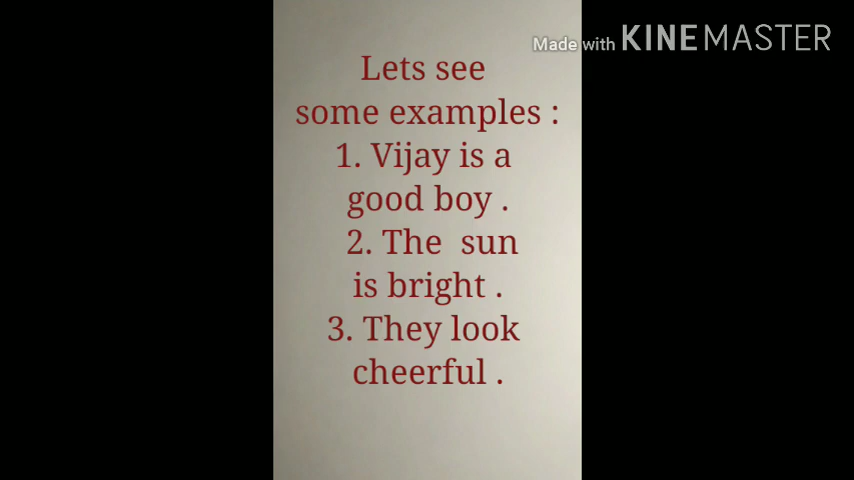 Made with KINEMASTER
Lets see
some examples :
1. Vijay is a
good boy .
2. The  sun
is bright .
3. They look
cheerful .